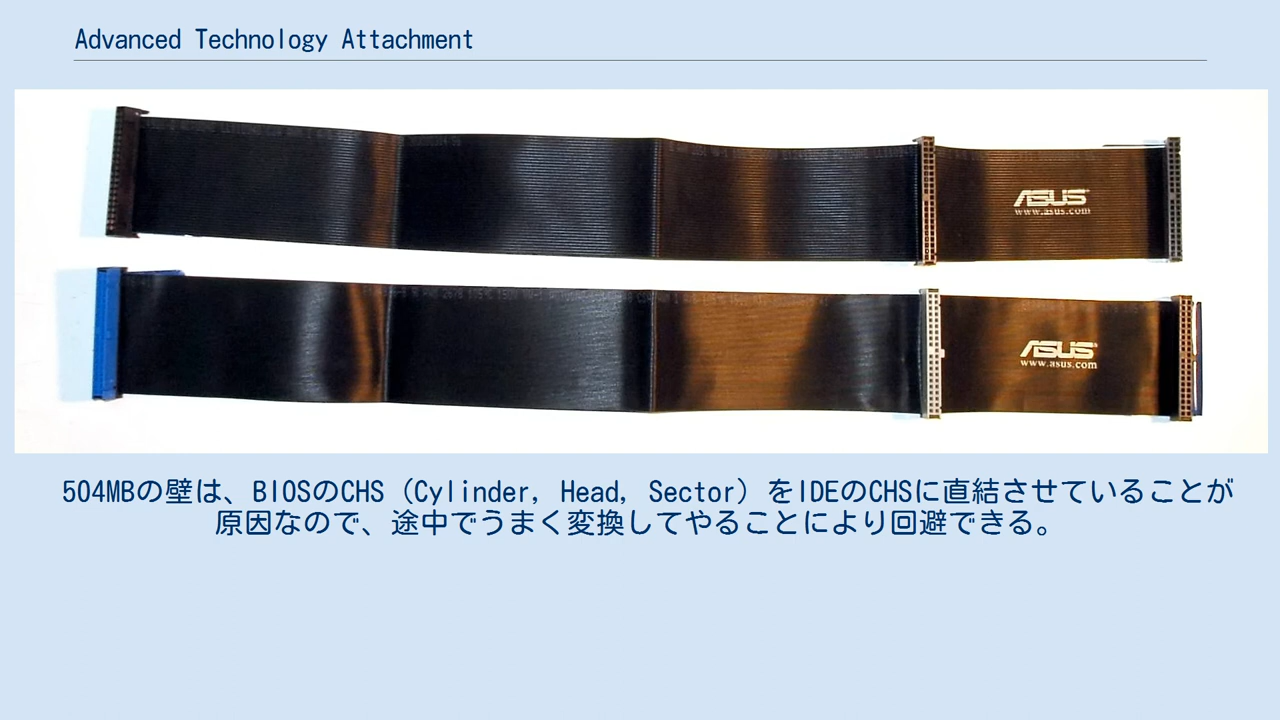 Advanced Technology Attachment
ASUS
www.asus.com
ASUS
www.asus.com
504MBの壁は、BIOSのCHS（Cylinder, Head, Sector）をIDEのCHSに直結させていることが
原因なので、途中でうまく変換してやることにより回避できる。